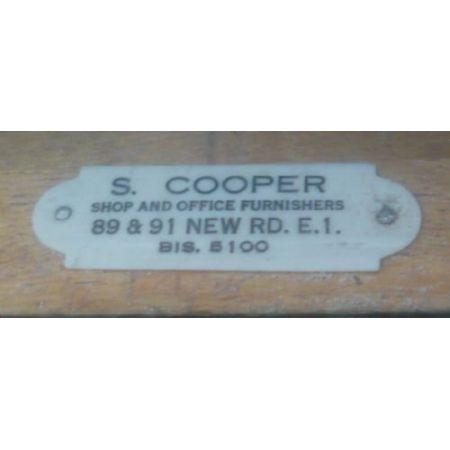 S. COOPER
SHOP AND OFFICE FURNISHERS
89 & 91 NEW RD. E.1.
BIS. 5100